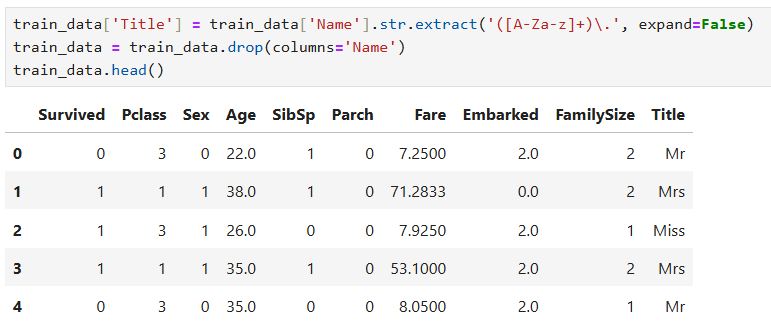 train_data['Title'] = train_data['Name'].str.extract('([A-Za-z]+)\.', expand=False)
train_data = train_data.drop(columns='Name')
train_data.head()
Survived Pclass Sex Age SibSp Parch Fare Embarked FamilySize Title
0 0 3 0 22.0 1 0 7.2500 2.0 2 Mr
1 1 1 1 38.0 1 0 71.2833 0.0 2 Mrs
2 1 3 1 26.0 0 0 7.9250 2.0 1 Miss
3 1 1 1 35.0 1 0 53.1000 2.0 2 Mrs
4 0 3 0 35.0 0 0 8.0500 2.0 1 Mr